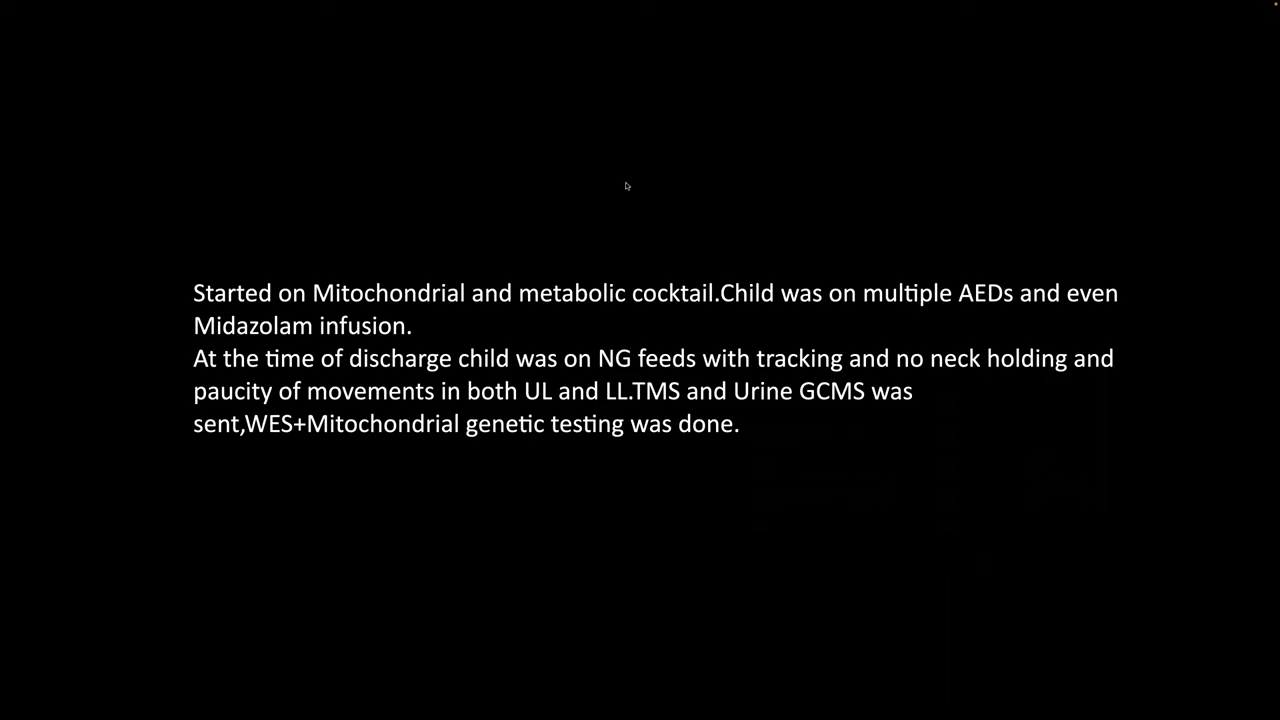 Started on Mitochondrial and metabolic cocktail.Child was on multiple AEDs and even
Midazolam infusion.
At the time of discharge child was on NG feeds with tracking and no neck holding and
paucity of movements in both UL and LL.TMS and Urine GCMS was
sent,WES+Mitochondrial genetic testing was done.